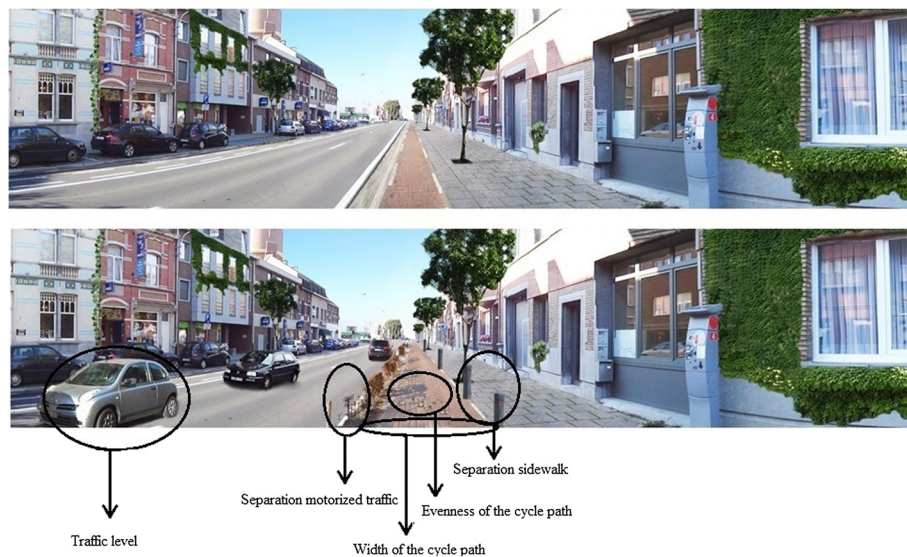 Separation sidewalk
Separation motorized traffic
Evenness of the cycle path
Traffic level
Width of the cycle path